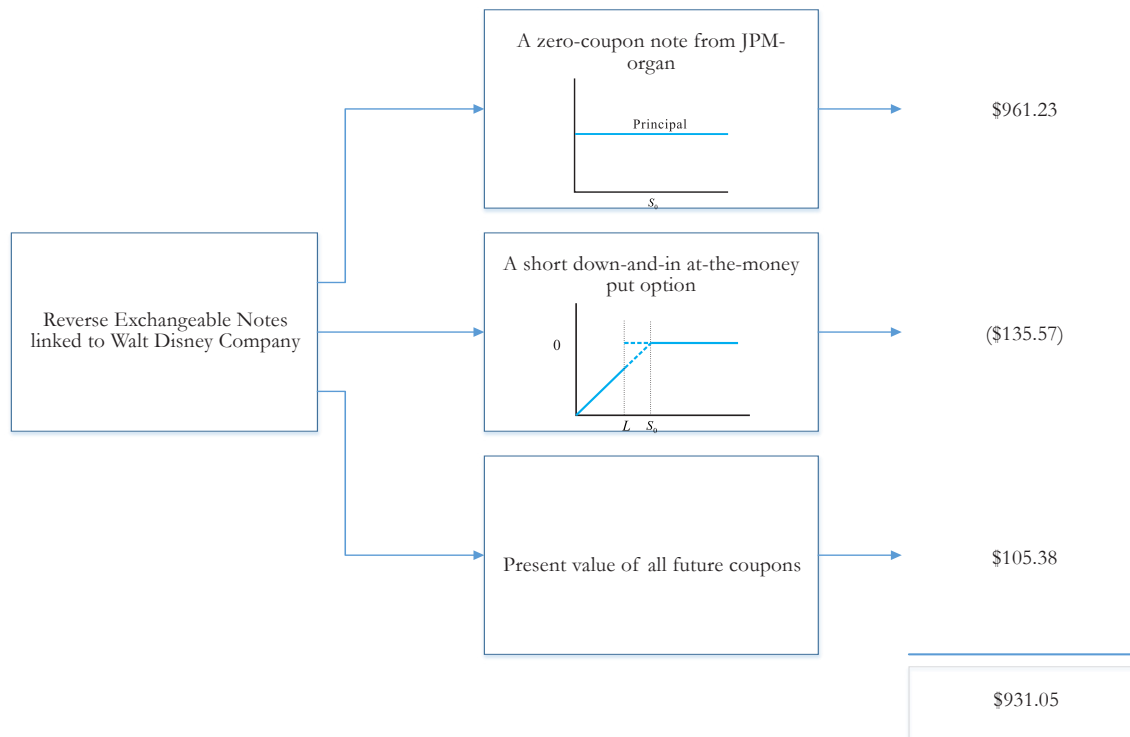 A zero-coupon note from JPM-
organ
Principal
S₀
$961.23
Reverse Exchangeable Notes
linked to Walt Disney Company
A short down-and-in at-the-money
put option
0
L S₀
($135.57)
Present value of all future coupons
$105.38
$931.05